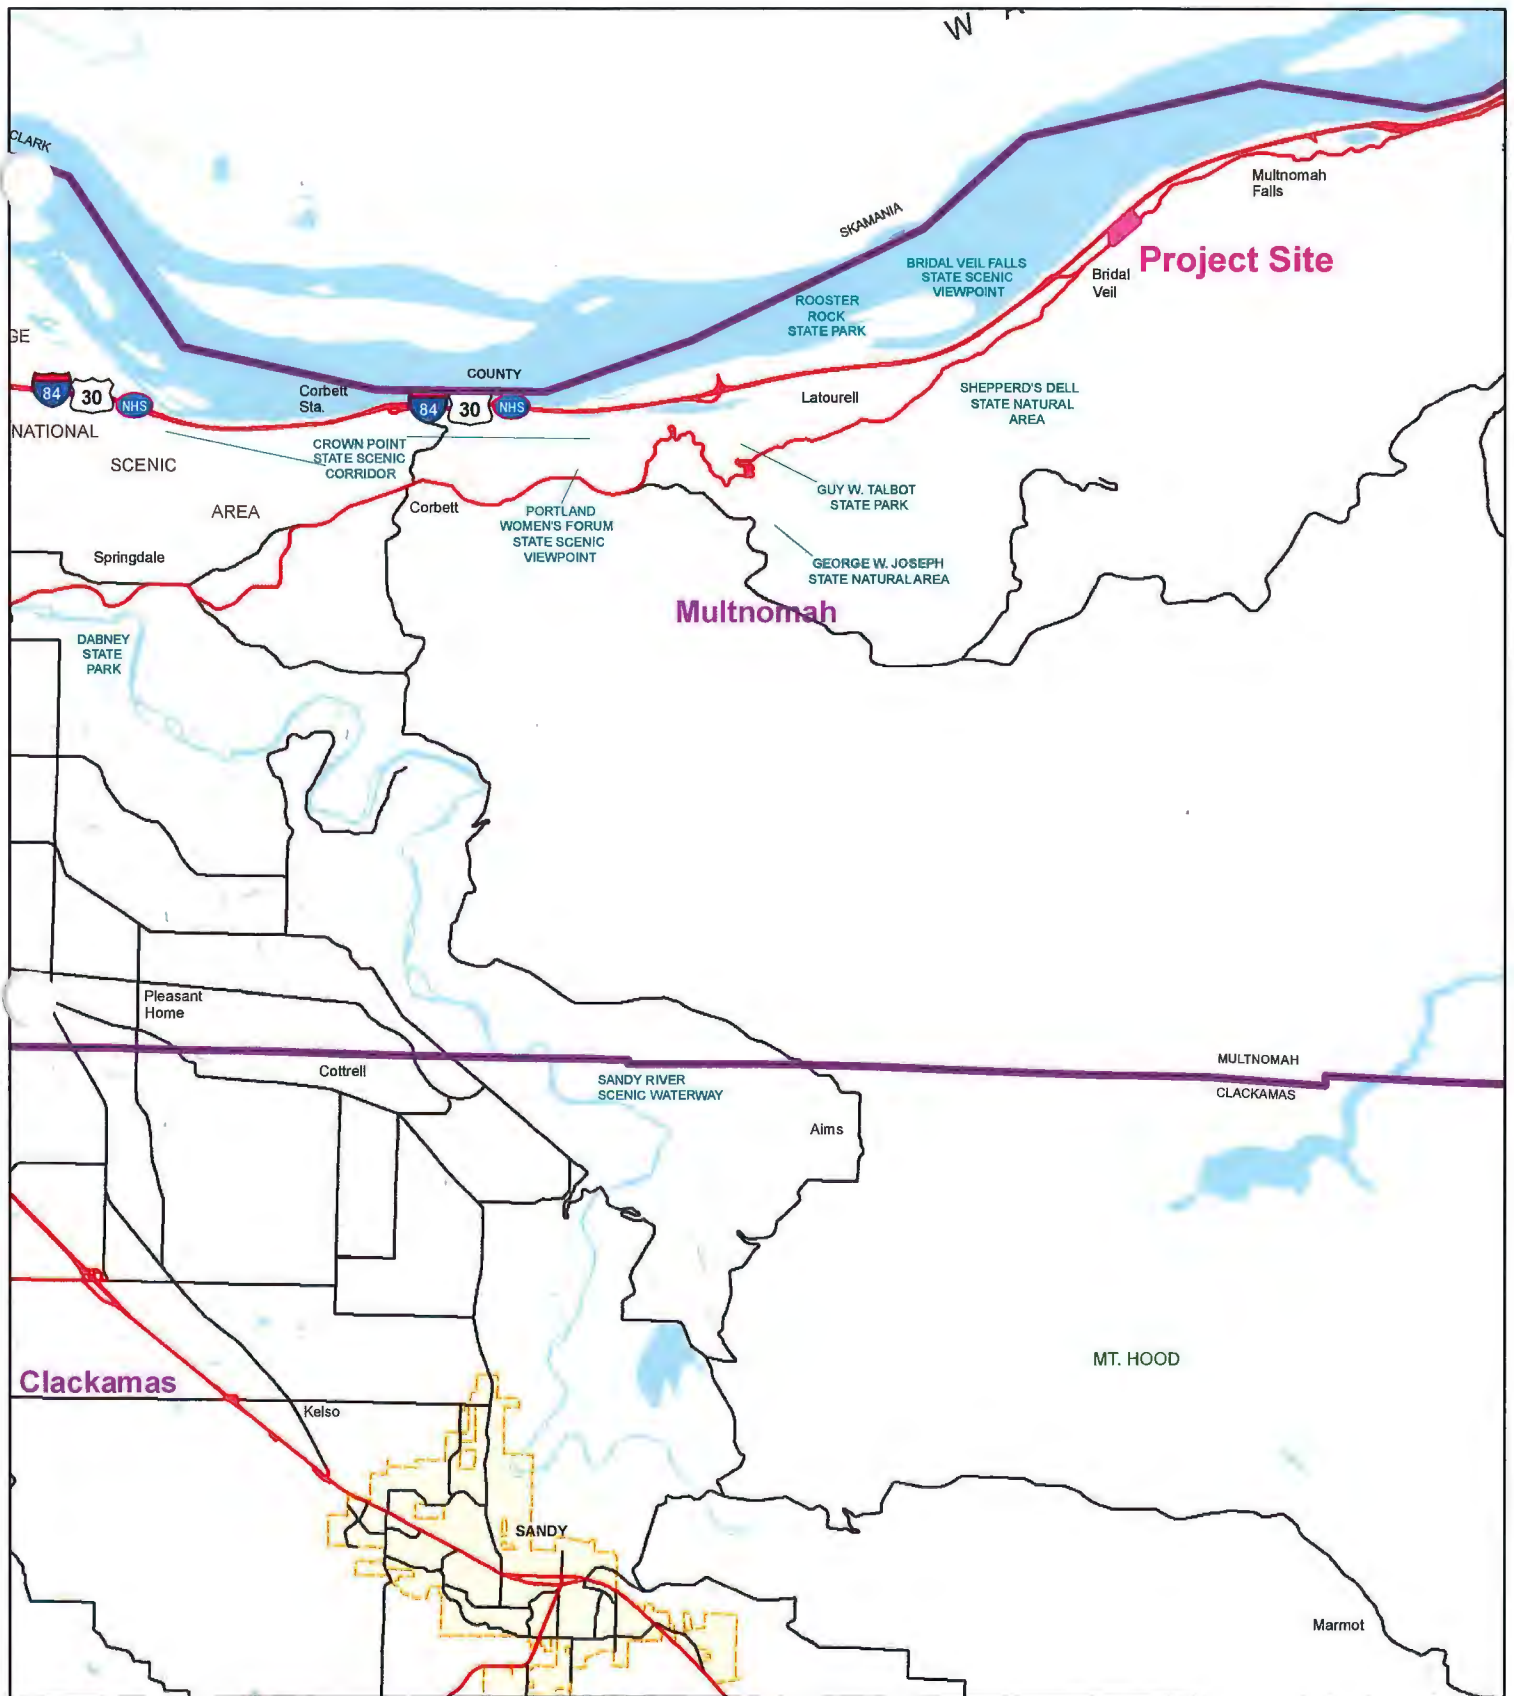 W A
CLARK
Multnomah
Falls
SKAMANIA
Project Site
BRIDAL VEIL FALLS
STATE SCENIC
VIEWPOINT
Bridal
Veil
ROOSTER
ROCK
STATE PARK
GE
COUNTY
84
30
NHS
Corbett
Sta.
84
30
NHS
Latourell
SHEPPERD'S DELL
STATE NATURAL
AREA
NATIONAL
SCENIC
AREA
CROWN POINT
STATE SCENIC
CORRIDOR
GUY W. TALBOT
STATE PARK
Corbett
PORTLAND
WOMEN'S FORUM
STATE SCENIC
VIEWPOINT
Springdale
GEORGE W. JOSEPH
STATE NATURAL AREA
Multnomah
DABNEY
STATE
PARK
Pleasant
Home
MULTNOMAH
CLACKAMAS
Cottrell
SANDY RIVER
SCENIC WATERWAY
Aims
MT. HOOD
Clackamas
Kelso
SANDY
Marmot